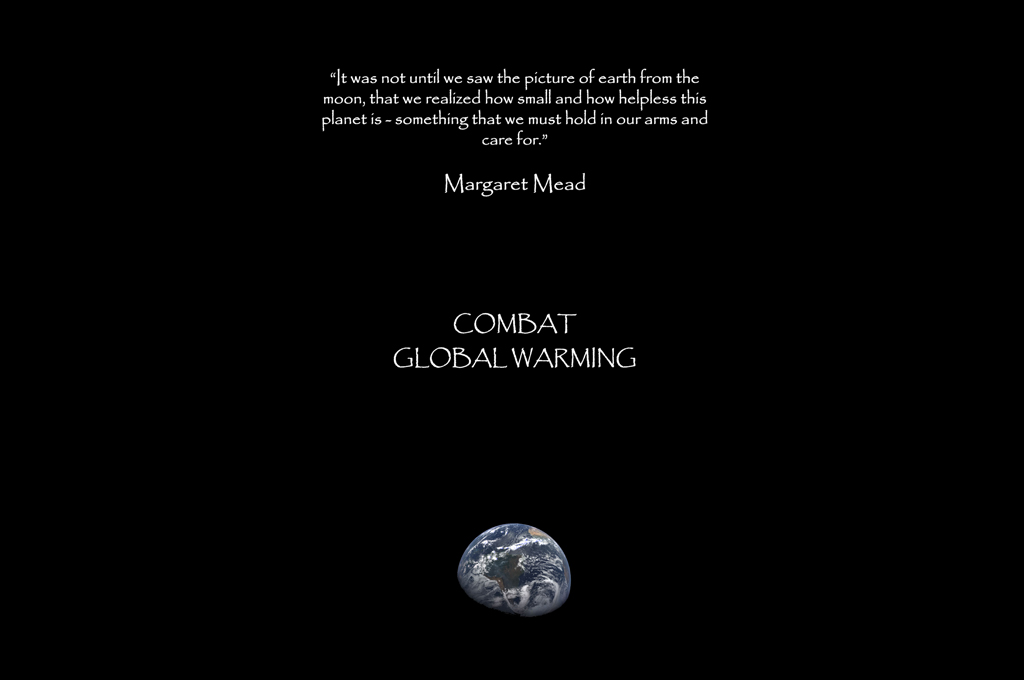 “It was not until we saw the picture of earth from the
moon, that we realized how small and how helpless this
planet is - something that we must hold in our arms and
care for.”
Margaret Mead
COMBAT
GLOBAL WARMING